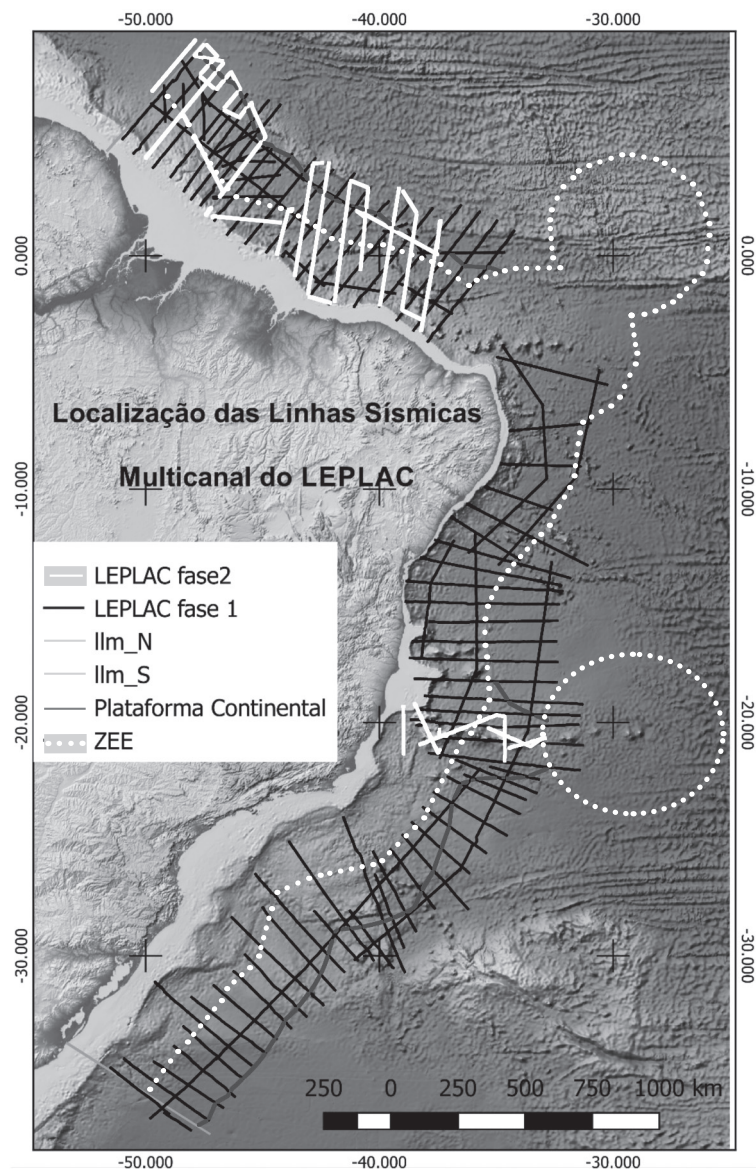 -50.000 -40.000 -30.000
0.000 0.000
-10.000 -10.000
-20.000 -20.000
-30.000 -30.000
Localização das Linhas Sísmicas
Multicanal do LEPLAC
LEPLAC fase2
LEPLAC fase 1
llm_N
llm_S
Plataforma Continental
ZEE
250 0 250 500 750 1000 km
-50.000 -40.000 -30.000